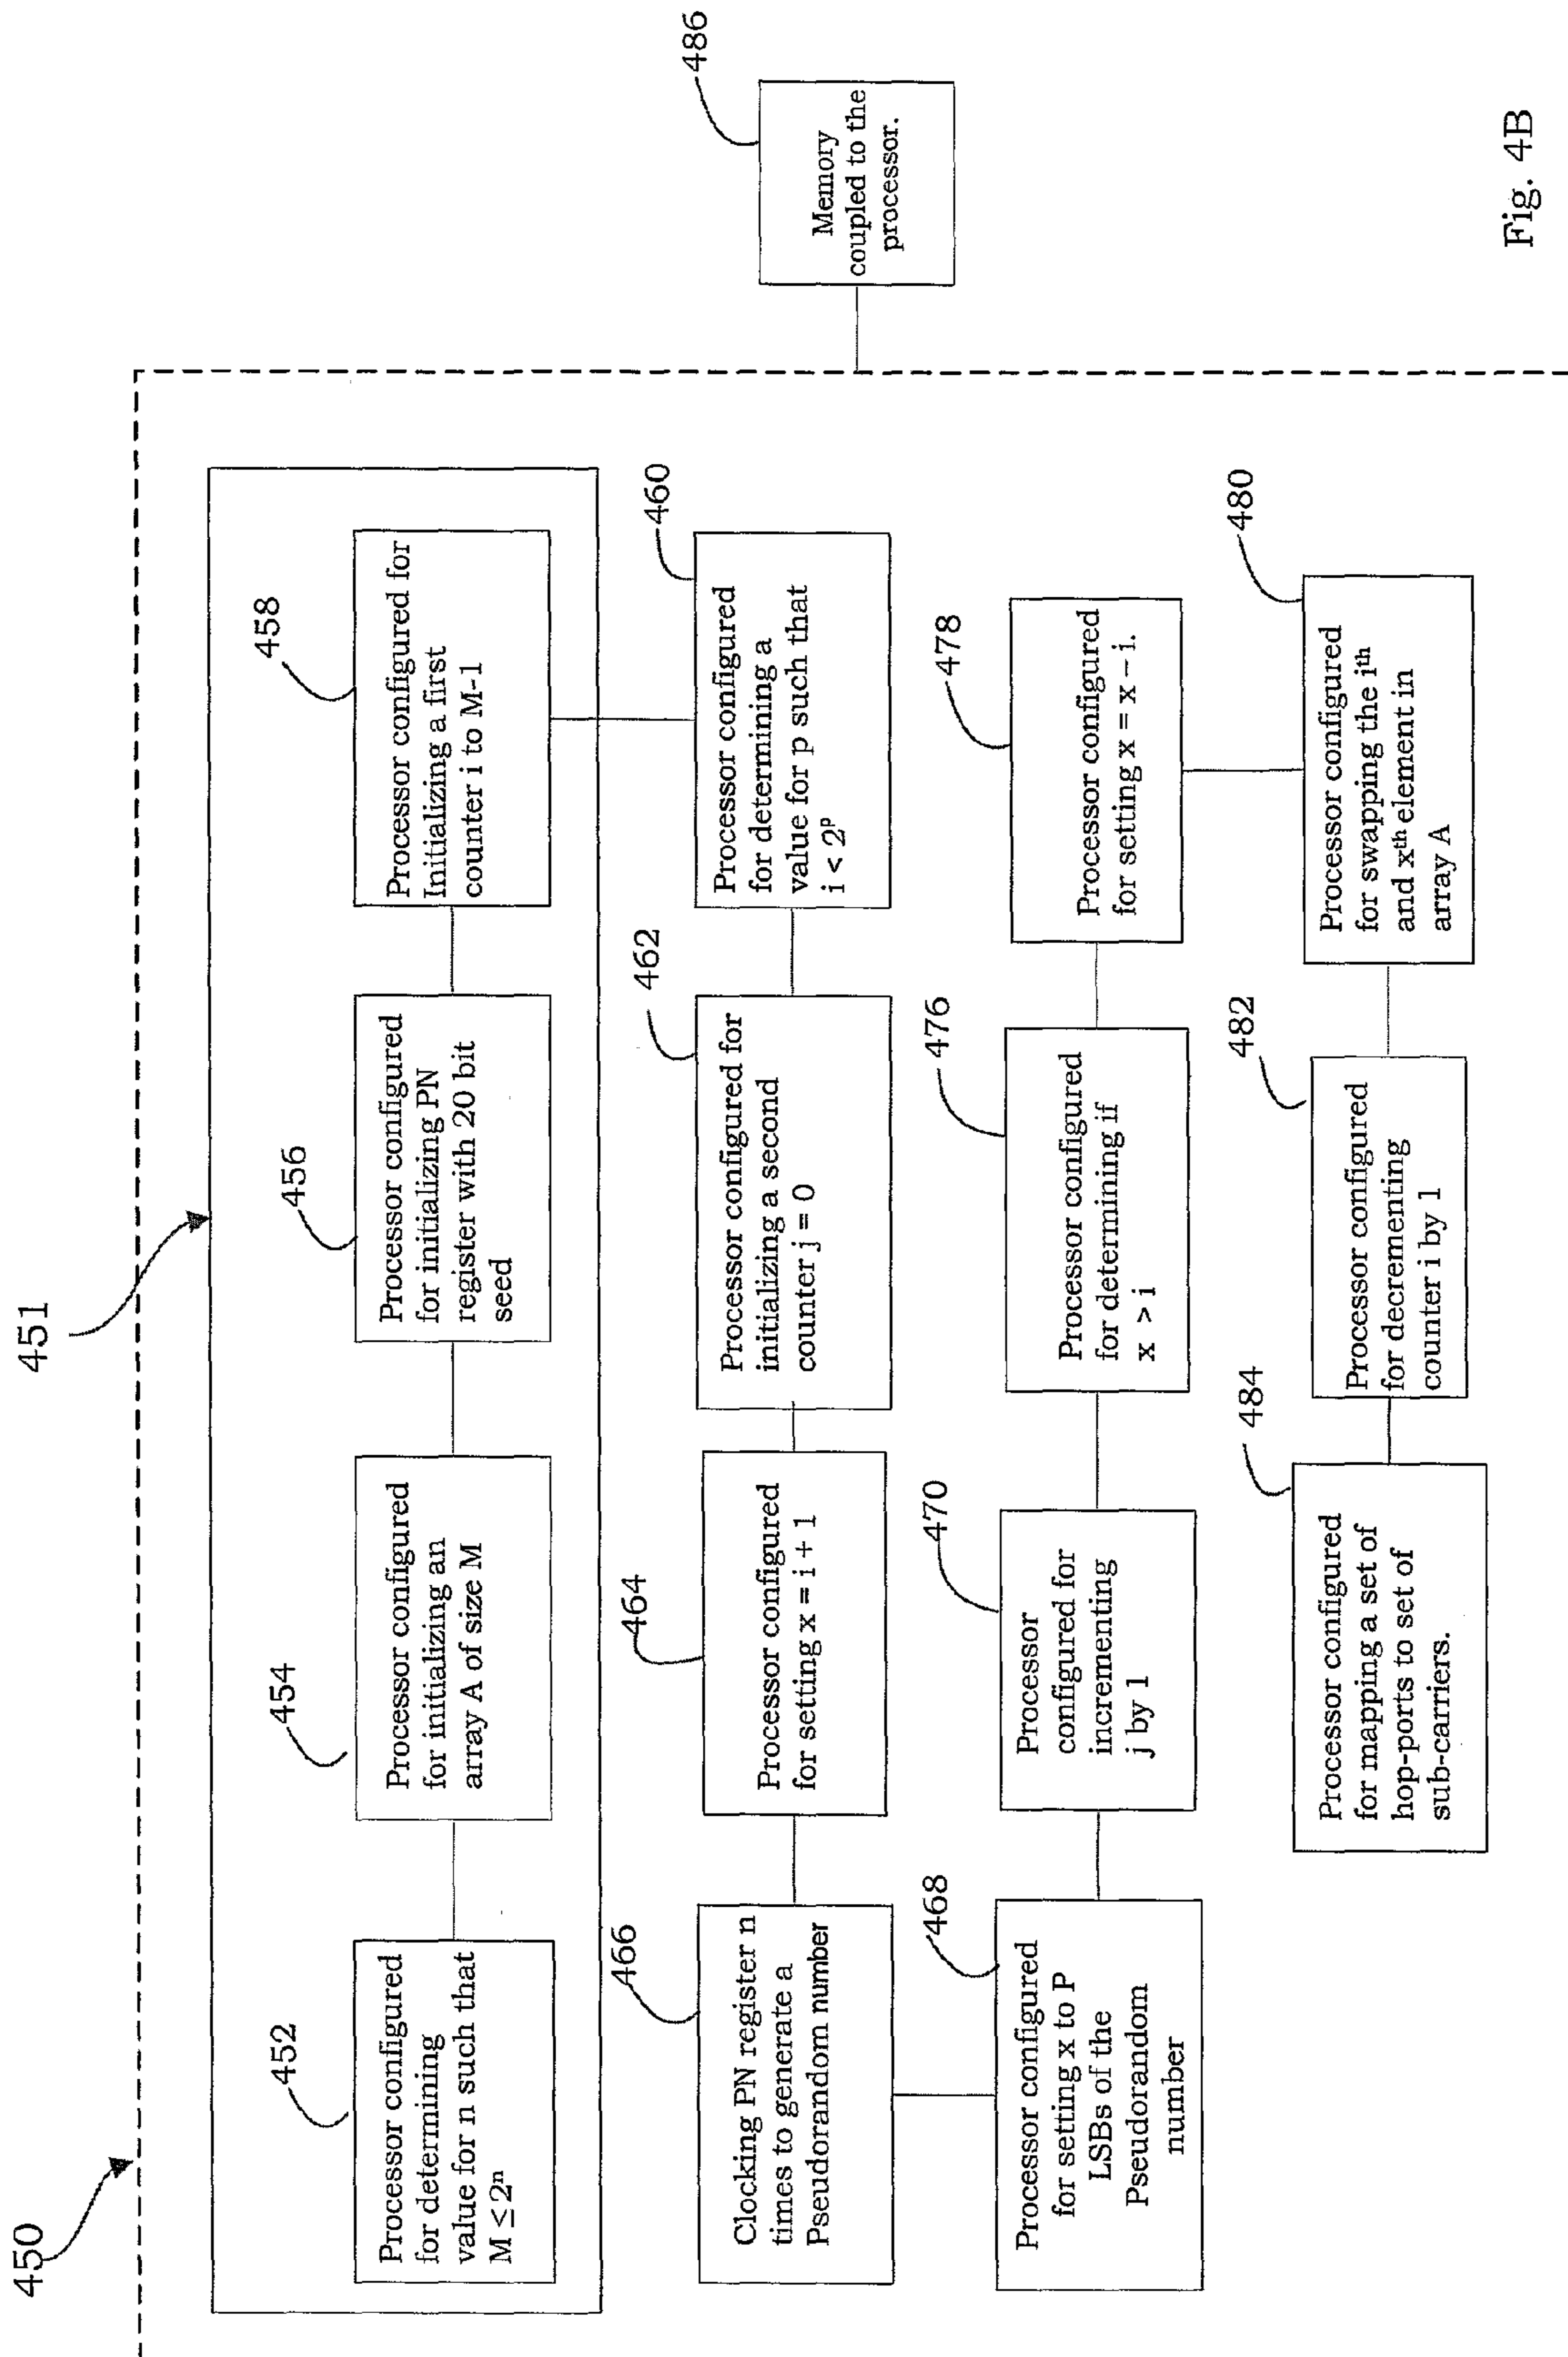 450
451
452
Processor configured
for determining
value for n such that
M ≤ 2ⁿ
454
Processor configured
for initializing an
array A of size M
456
Processor configured
for initializing PN
register with 20 bit
seed
458
Processor configured for
Initializing a first
counter i to M-1
460
Processor configured
for determining a
value for p such that
i < 2ᵖ
462
Processor configured for
initializing a second
counter j = 0
464
Processor configured
for setting x = i + 1
466
Clocking PN register n
times to generate a
Pseudorandom number
468
Processor configured
for setting x to P
LSBs of the
Pseudorandom
number
470
Processor
configured for
incrementing
j by 1
476
Processor configured
for determining if
x > i
478
Processor configured
for setting x = x – i.
480
Processor configured
for swapping the iᵗʰ
and xᵗʰ element in
array A
482
Processor configured
for decrementing
counter i by 1
484
Processor configured
for mapping a set of
hop-ports to set of
sub-carriers.
486
Memory
coupled to the
processor.
Fig. 4B